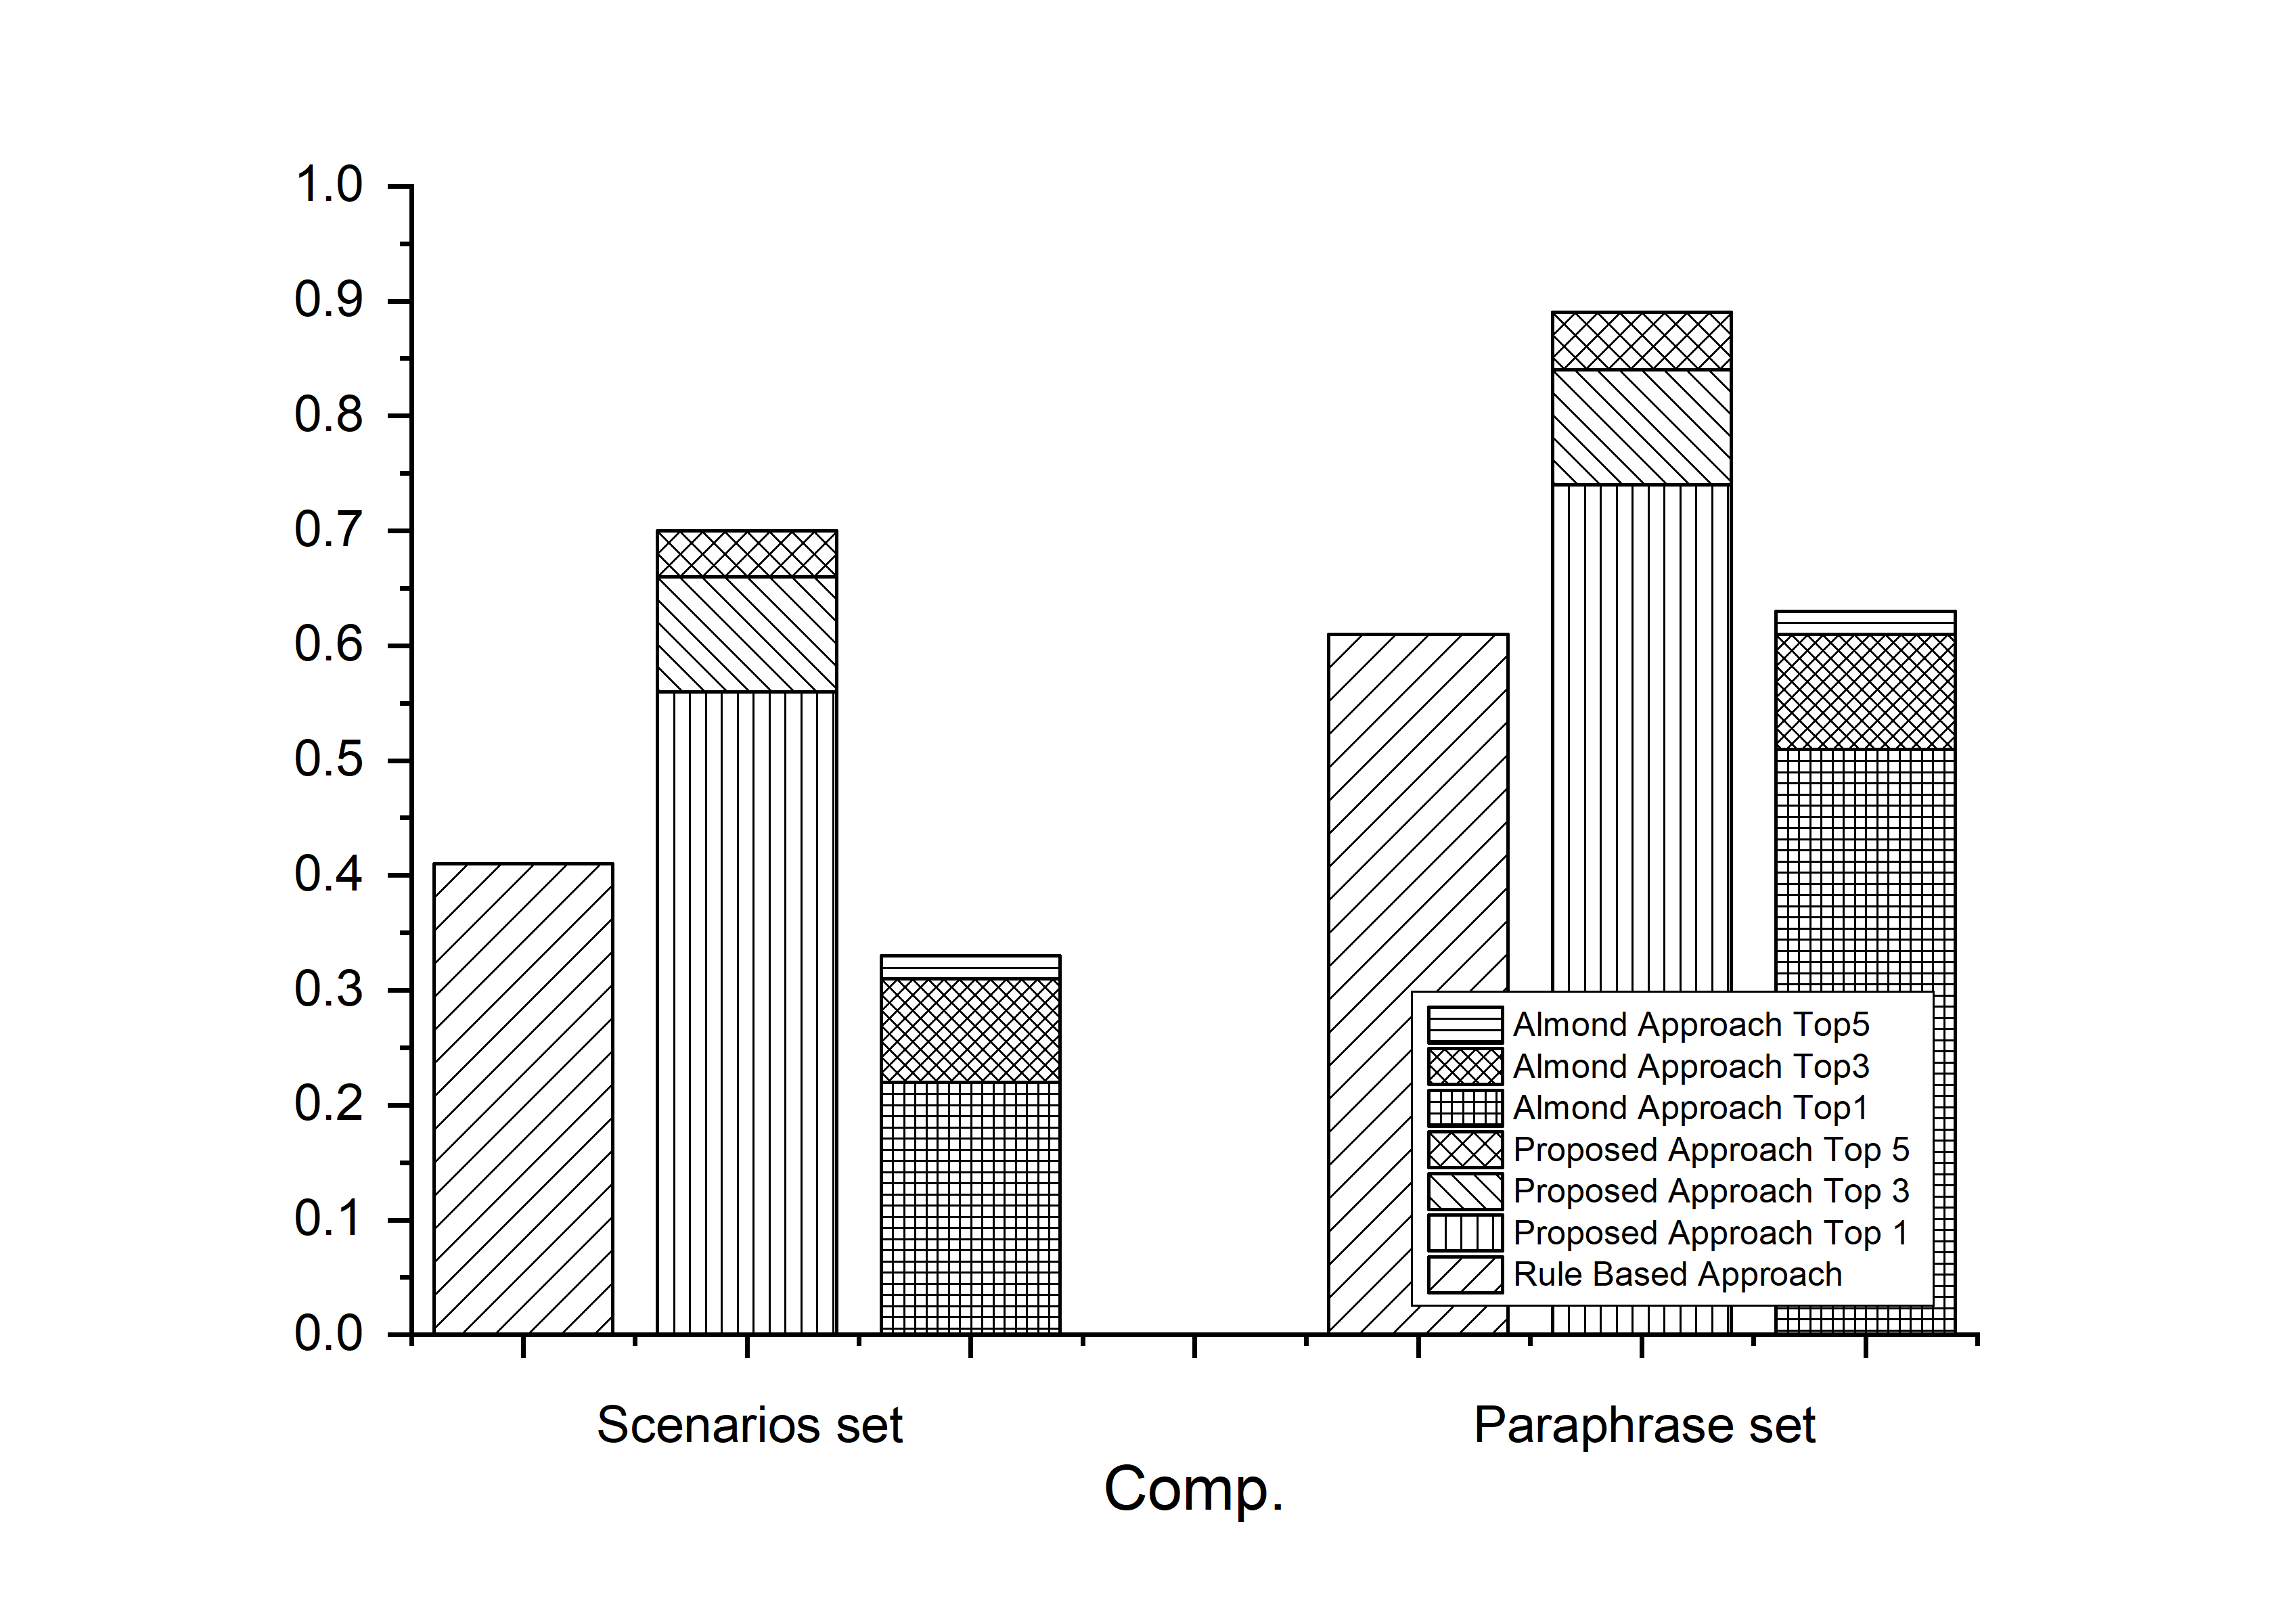 1.0
0.9
0.8
0.7
0.6
0.5
0.4
0.3
0.2
0.1
0.0
Almond Approach Top5
Almond Approach Top3
Almond Approach Top1
Proposed Approach Top 5
Proposed Approach Top 3
Proposed Approach Top 1
Rule Based Approach
Scenarios set
Paraphrase set
Comp.